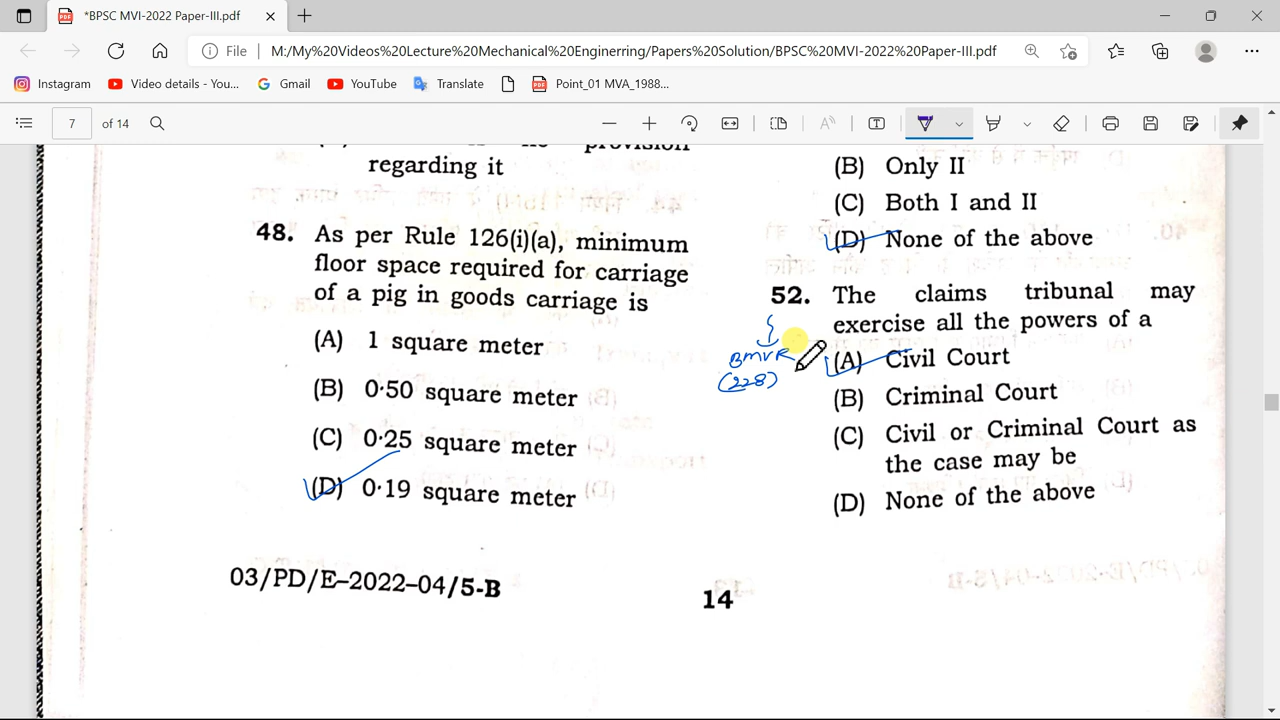 *BPSC MVI-2022 Paper-III.pdf
File
M:/My%20Videos%20Lecture%20Mechanical%20Enginerring/Papers%20Solution/BPSC%20MVI-2022%20Paper-III.pdf
Instagram
Video details - You...
Gmail
YouTube
Translate
Point_01 MVA_1988...
7
of 14
regarding it
48. As per Rule 126(i)(a), minimum
floor space required for carriage
of a pig in goods carriage is
(A) 1 square meter
(B) 0·50 square meter
(C) 0·25 square meter
(D) 0·19 square meter
(B) Only II
(C) Both I and II
(D) None of the above
52. The claims tribunal may
exercise all the powers of a
BMVR
(228)
(A) Civil Court
(B) Criminal Court
(C) Civil or Criminal Court as
the case may be
(D) None of the above
03/PD/E–2022–04/5-B
14